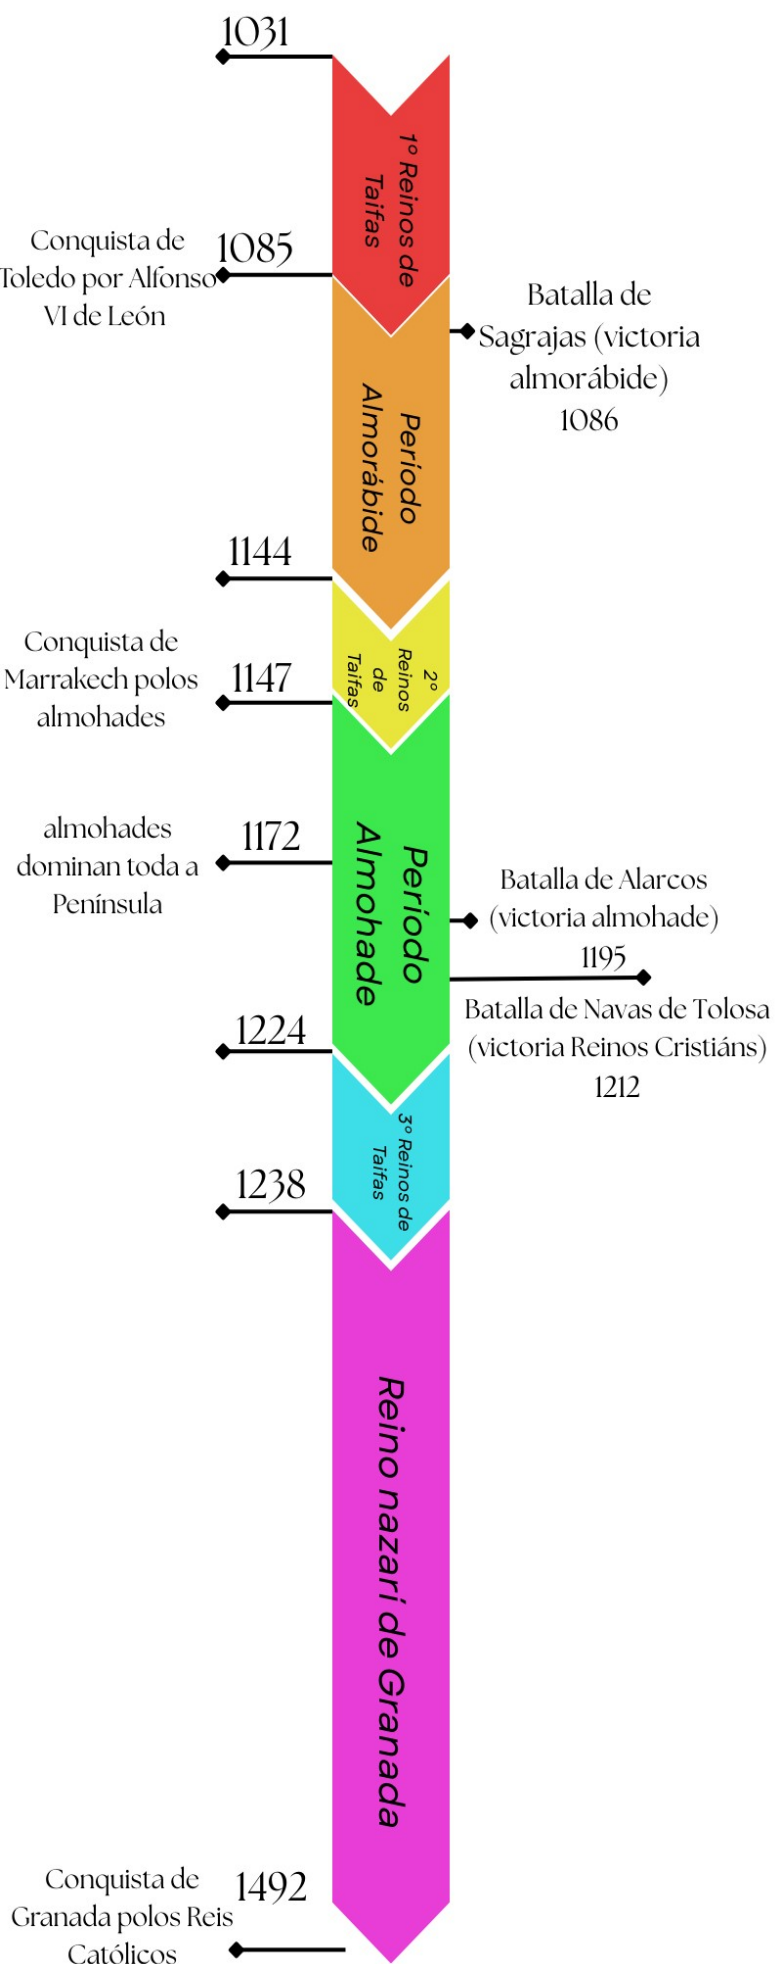 1031
1º Reinos de
Taifas
Conquista de
Toledo por Alfonso
VI de León
1085
Batalla de
Sagrajas (victoria
almorábide)
1086
Período
Almorábide
1144
2º
Reinos
de
Taifas
Conquista de
Marrakech polos
almohades
1147
almohades
dominan toda a
Península
1172
Período
Almohade
Batalla de Alarcos
(victoria almohade)
1195
Batalla de Navas de Tolosa
(victoria Reinos Cristiáns)
1212
1224
3º Reinos de
Taifas
1238
Reino nazarí de Granada
Conquista de
Granada polos Reis
Católicos
1492